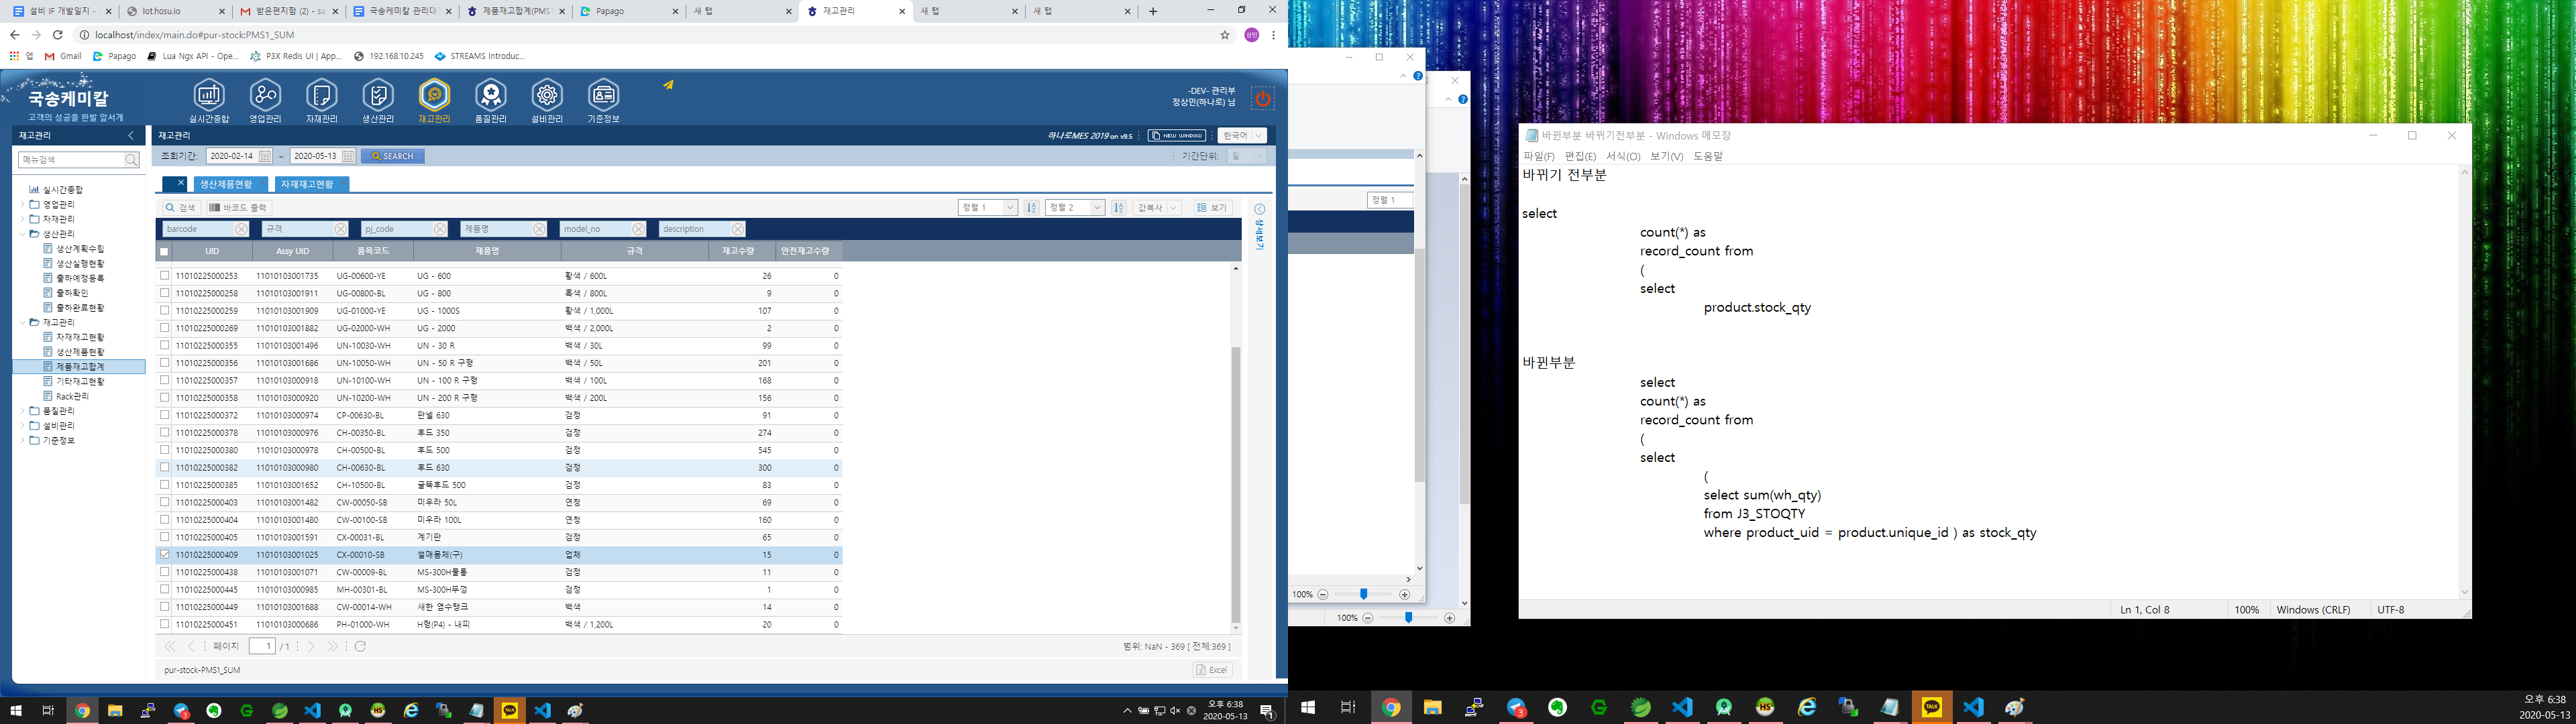 설비 IF 개발일지 -
lot.hosu.io
받은편지함 (2) - sa
국송케미칼 관리대
제품재고합계(PMS1
Papago
새 탭
재고관리
새 탭
새 탭
localhost/index/main.do#pur-stock:PMS1_SUM
상민
앱
Gmail
Papago
Lua Ngx API - Ope...
P3X Redis UI | App...
192.168.10.245
STREAMS Introduc...
국송케미칼
고객의 성공을 한발 앞서게
실시간종합
영업관리
자재관리
생산관리
재고관리
품질관리
설비관리
기준정보
-DEV- 관리부
정상민(하나로) 님
재고관리
재고관리
하나로MES 2019 on v9.5
NEW WINDOW
한국어
메뉴검색
조회기간: 2020-02-14 ~ 2020-05-13 SEARCH
기간단위: 일
실시간종합
영업관리
자재관리
생산관리
생산계획수립
생산실행현황
출하예정등록
출하확인
출하완료현황
재고관리
자재재고현황
생산제품현황
제품재고합계
기타재고현황
Rack관리
품질관리
설비관리
기준정보
생산제품현황 자재재고현황
검색 바코드 출력 정렬 1 정렬 2 값복사 보기
상세보기
barcode 규격 pj_code 제품명 model_no description
UID Assy UID 품목코드 제품명 규격 재고수량 안전재고수량
11010225000253 11010103001735 UG-00600-YE UG - 600 황색 / 600L 26 0
11010225000258 11010103001911 UG-00800-BL UG - 800 흑색 / 800L 9 0
11010225000259 11010103001909 UG-01000-YE UG - 1000S 황색 / 1,000L 107 0
11010225000269 11010103001882 UG-02000-WH UG - 2000 백색 / 2,000L 2 0
11010225000355 11010103001496 UN-10030-WH UN - 30 R 백색 / 30L 99 0
11010225000356 11010103001686 UN-10050-WH UN - 50 R 구형 백색 / 50L 201 0
11010225000357 11010103000918 UN-10100-WH UN - 100 R 구형 백색 / 100L 168 0
11010225000358 11010103000920 UN-10200-WH UN - 200 R 구형 백색 / 200L 156 0
11010225000372 11010103000974 CP-00630-BL 판넬 630 검정 91 0
11010225000378 11010103000976 CH-00350-BL 후드 350 검정 274 0
11010225000380 11010103000978 CH-00500-BL 후드 500 검정 545 0
11010225000382 11010103000980 CH-00630-BL 후드 630 검정 300 0
11010225000385 11010103001652 CH-10500-BL 굴뚝후드 500 검정 83 0
11010225000403 11010103001482 CW-00050-SB 미우라 50L 연청 69 0
11010225000404 11010103001480 CW-00100-SB 미우라 100L 연청 160 0
11010225000405 11010103001591 CX-00031-BL 계기판 검정 65 0
11010225000409 11010103001025 CX-00010-SB 썰매몸체(구) 업체 15 0
11010225000438 11010103001071 CW-00009-BL MS-300H물통 검정 11 0
11010225000445 11010103000985 MH-00301-BL MS-300H뚜껑 검정 1 0
11010225000449 11010103001688 CW-00014-WH 새한 염수탱크 백색 14 0
11010225000451 11010103000686 PH-01000-WH H형(P4) - 내피 백색 / 1,200L 20 0
페이지 1 / 1
범위: NaN - 369 [ 전체:369 ]
pur-stock-PMS1_SUM
Excel
오후 6:38
2020-05-13
정렬 1
100%
100%
바뀐부분 바뀌기전부분 - Windows 메모장
파일(F) 편집(E) 서식(O) 보기(V) 도움말
바뀌기 전부분
select
count(*) as
record_count from
(
select
product.stock_qty
바뀐부분
select
count(*) as
record_count from
(
select
(
select sum(wh_qty)
from J3_STOQTY
where product_uid = product.unique_id ) as stock_qty
Ln 1, Col 8
100%
Windows (CRLF)
UTF-8
오후 6:38
2020-05-13